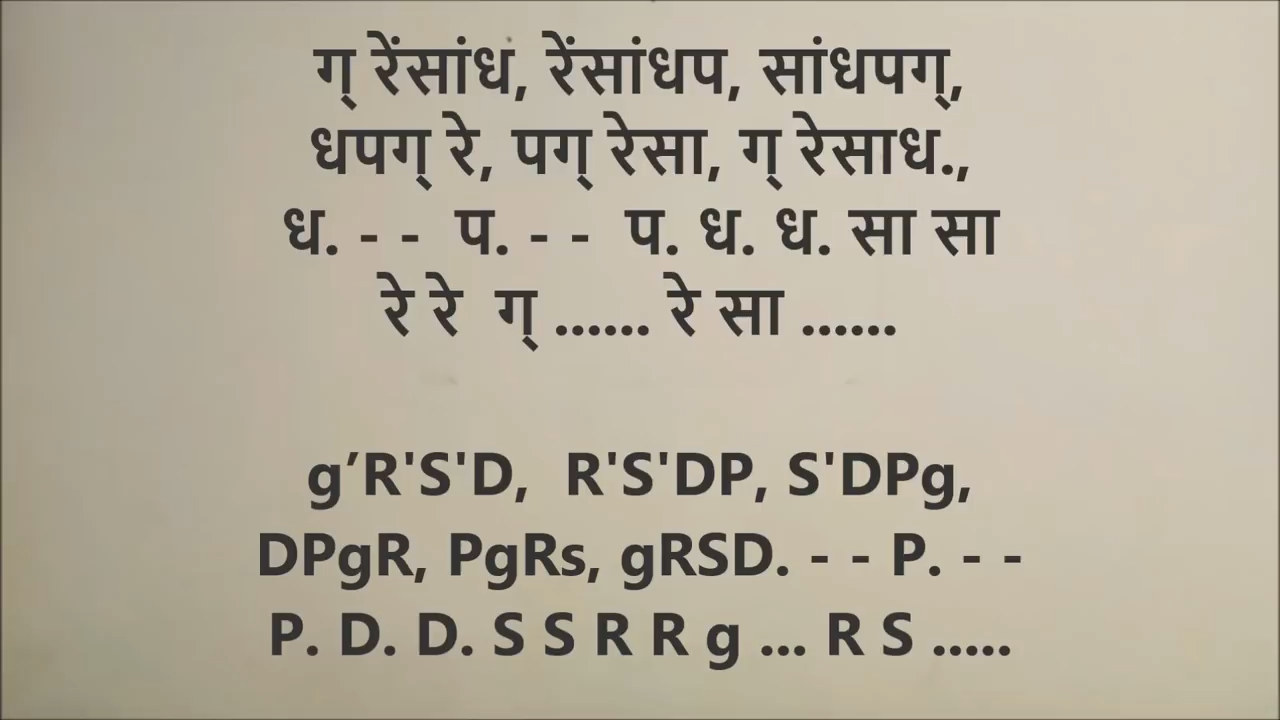 ग् रेंसांध, रेंसांधप, सांधपग्,
धपग् रे, पग् रेसा, ग् रेसाध.,
ध. - - प. - - प. ध. ध. सा सा
रे रे ग् ...... रे सा ......
g’R'S'D, R'S'DP, S'DPg,
DPgR, PgRs, gRSD. - - P. - -
P. D. D. S S R R g ... R S .....